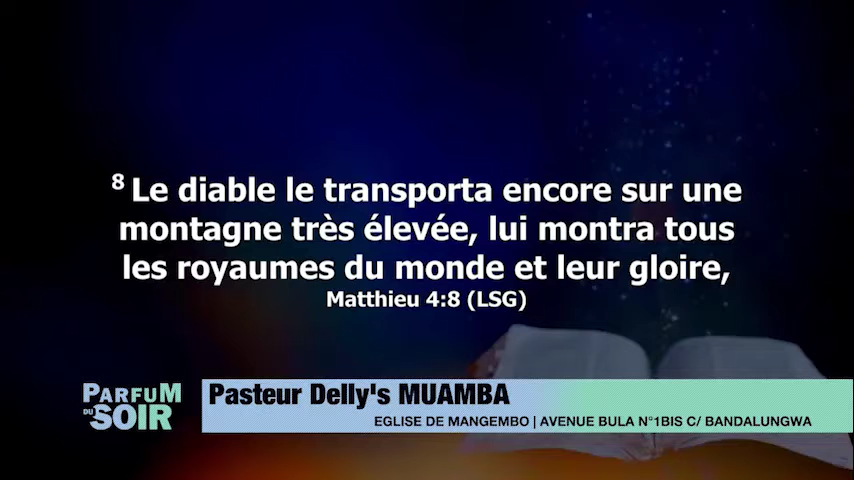 8 Le diable le transporta encore sur une
montagne très élevée, lui montra tous
les royaumes du monde et leur gloire,
Matthieu 4:8 (LSG)
PARFUM
DU SOIR
Pasteur Delly's MUAMBA
EGLISE DE MANGEMBO | AVENUE BULA N°1BIS C/ BANDALUNGWA